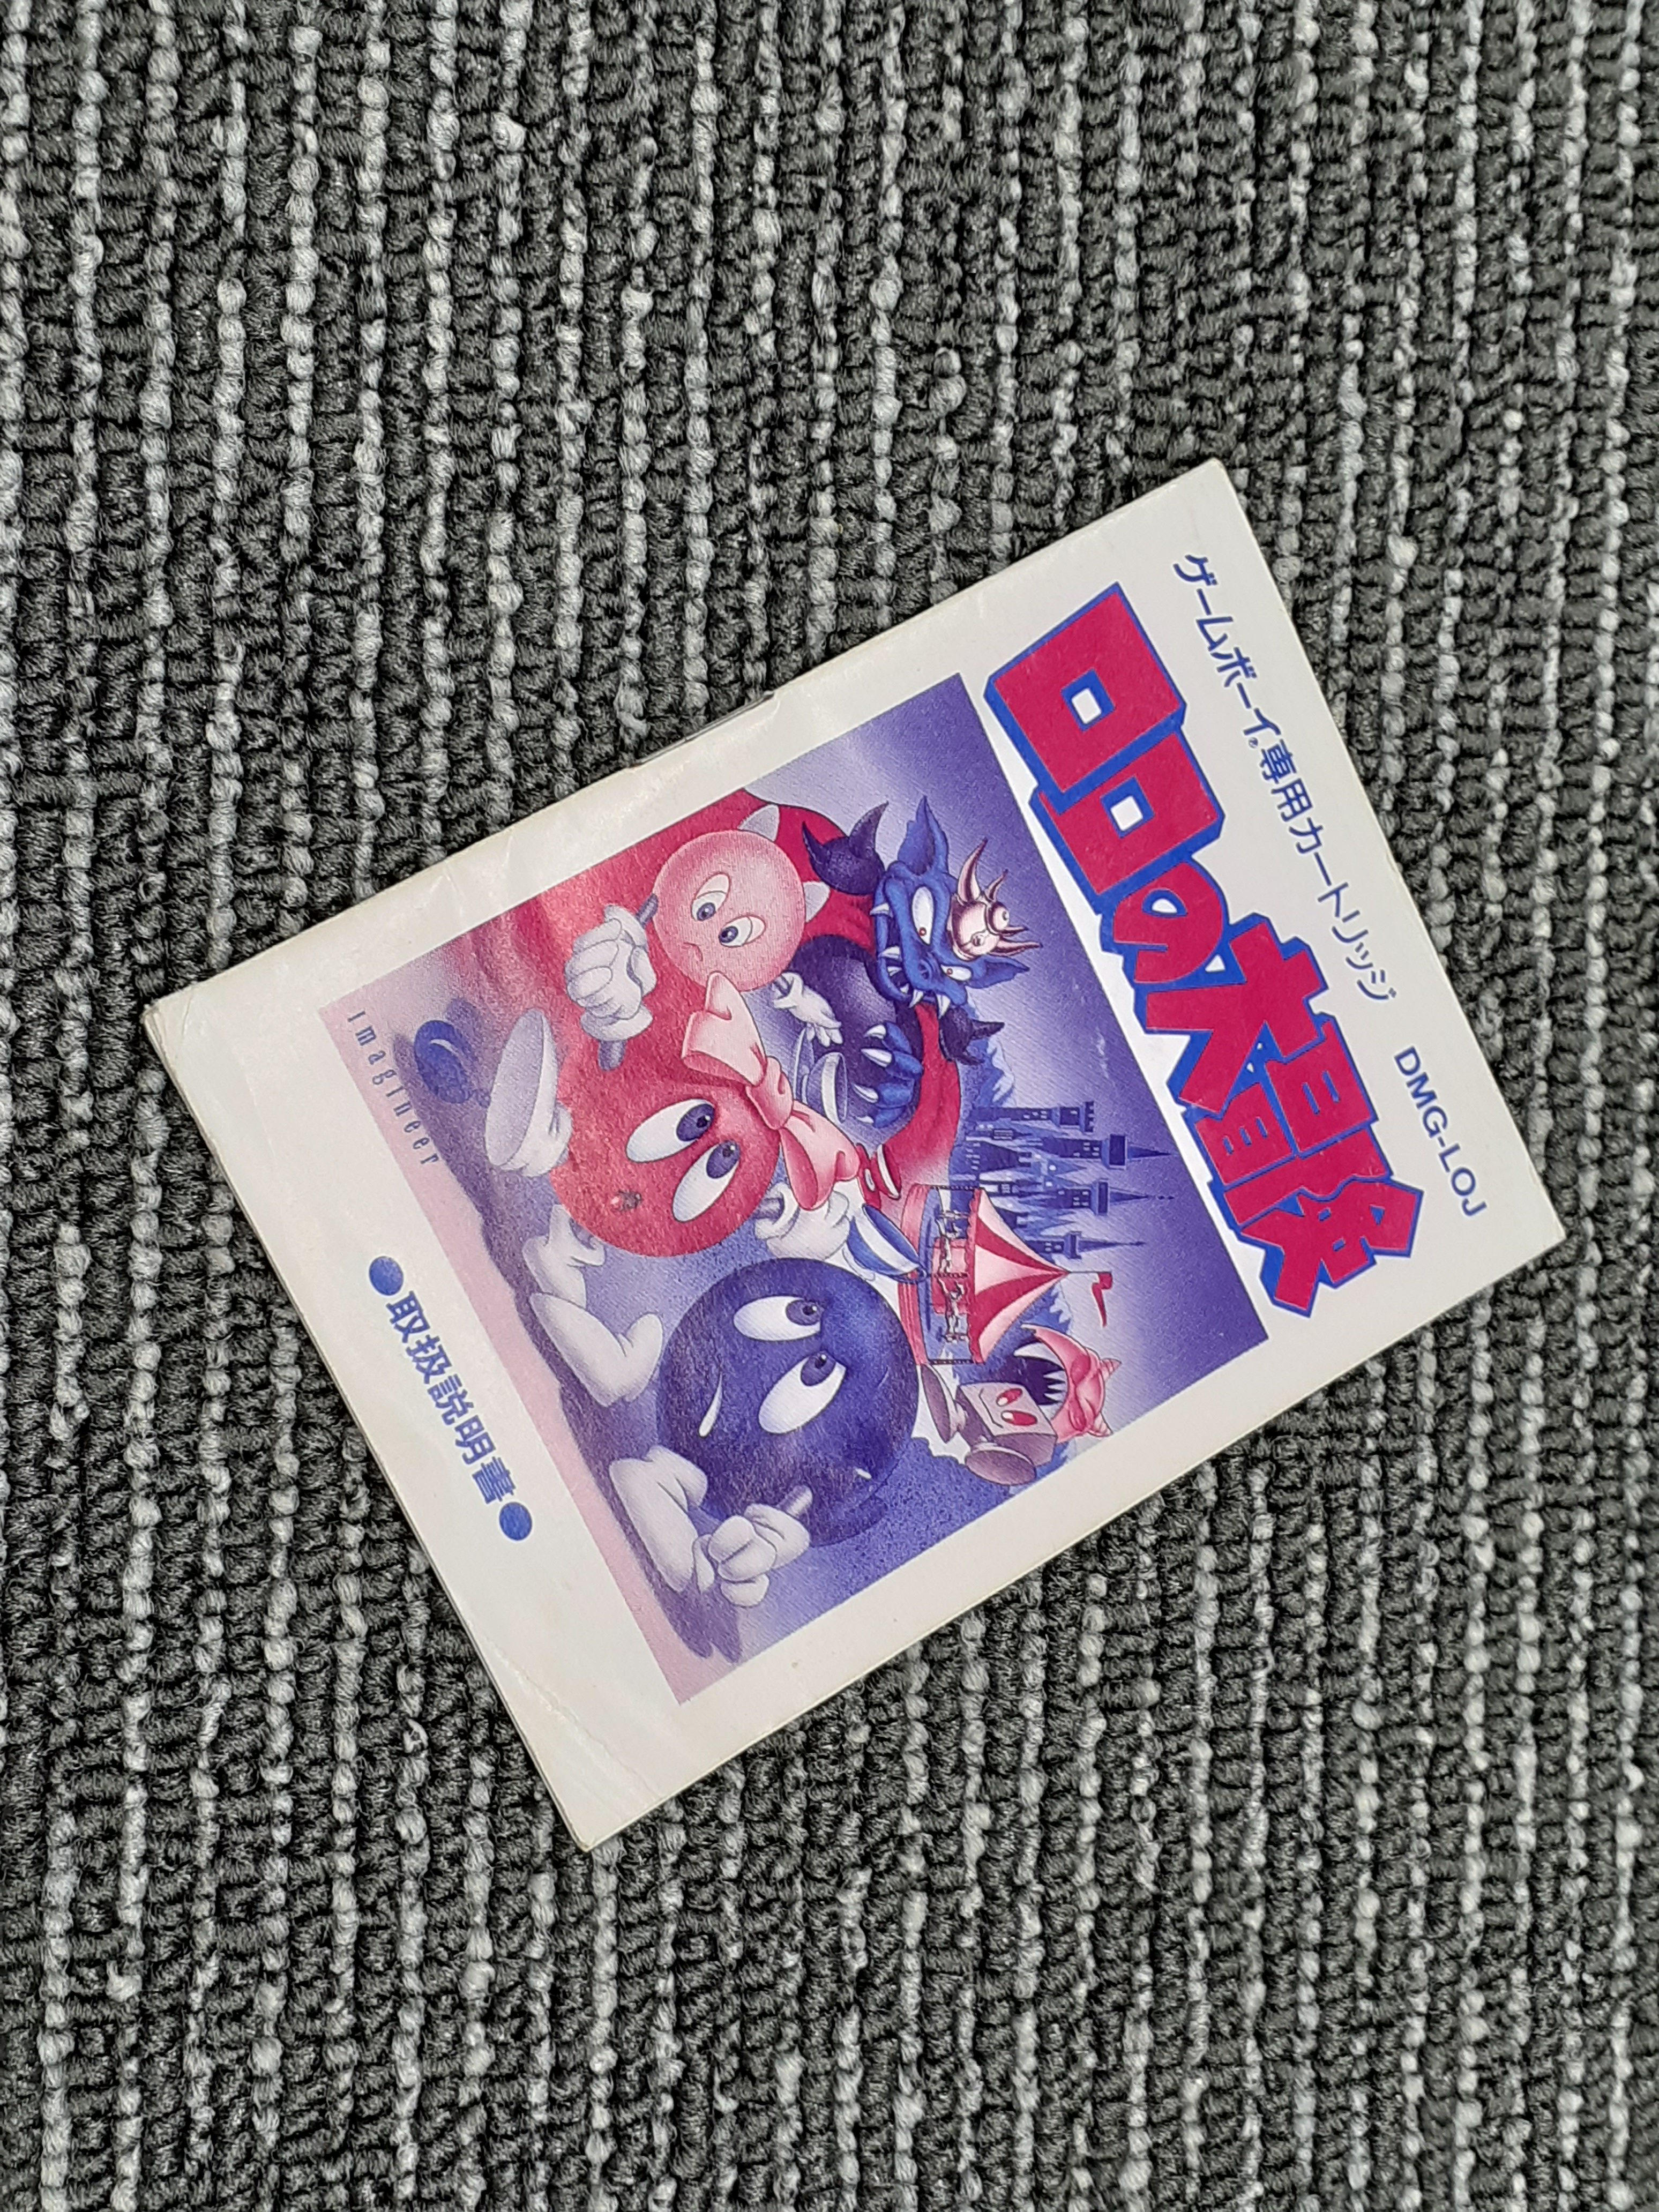 ゲームボーイ®専用カートリッジ DMG-LOJ
ロロの大冒険
imagineer
●取扱説明書●